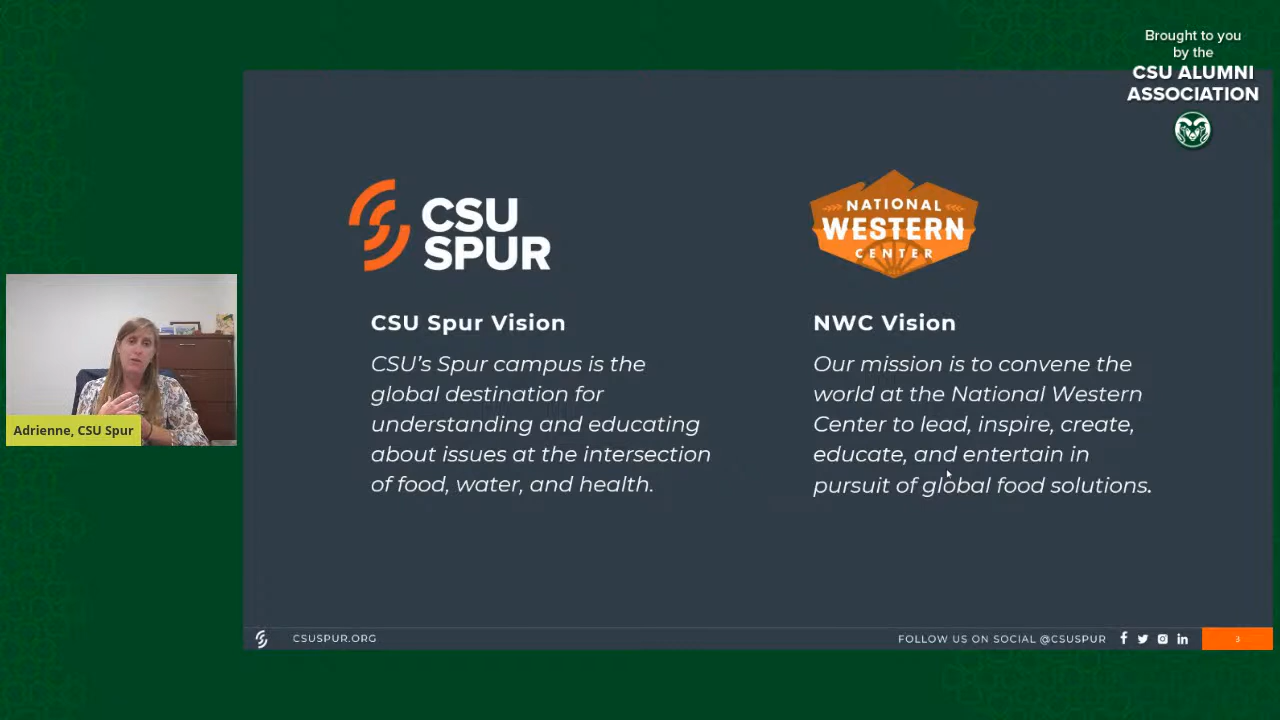 Brought to you
by the
CSU ALUMNI
ASSOCIATION
CSU
SPUR
NATIONAL
WESTERN
CENTER
CSU Spur Vision
CSU's Spur campus is the
global destination for
understanding and educating
about issues at the intersection
of food, water, and health.
NWC Vision
Our mission is to convene the
world at the National Western
Center to lead, inspire, create,
educate, and entertain in
pursuit of global food solutions.
Adrienne, CSU Spur
CSUSPUR.ORG
FOLLOW US ON SOCIAL @CSUSPUR
3